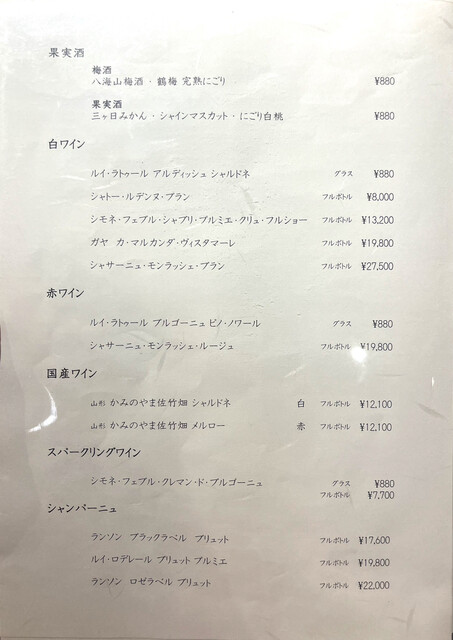 果実酒
梅酒
八海山梅酒・鶴梅 完熟にごり ¥880
果実酒
三ヶ日みかん・シャインマスカット・にごり白桃 ¥880
白ワイン
ルイ・ラトゥール アルディッシュ シャルドネ グラス ¥880
シャトー・ルデンヌ・ブラン フルボトル ¥8,000
シモネ・フェブル・シャブリ・プルミエ・クリュ・フルショー フルボトル ¥13,200
ガヤ カ・マルカンダ・ヴィスタマーレ フルボトル ¥19,800
シャサーニュ・モンラッシェ・ブラン フルボトル ¥27,500
赤ワイン
ルイ・ラトゥール ブルゴーニュ ピノ・ノワール グラス ¥880
シャサーニュ・モンラッシェ・ルージュ フルボトル ¥19,800
国産ワイン
山形 かみのやま佐竹畑 シャルドネ 白 フルボトル ¥12,100
山形 かみのやま佐竹畑 メルロー 赤 フルボトル ¥12,100
スパークリングワイン
シモネ・フェブル・クレマン・ド・ブルゴーニュ グラス ¥880
フルボトル ¥7,700
シャンパーニュ
ランソン ブラックラベル ブリュット フルボトル ¥17,600
ルイ・ロデレール ブリュット プルミエ フルボトル ¥19,800
ランソン ロゼラベル ブリュット フルボトル ¥22,000